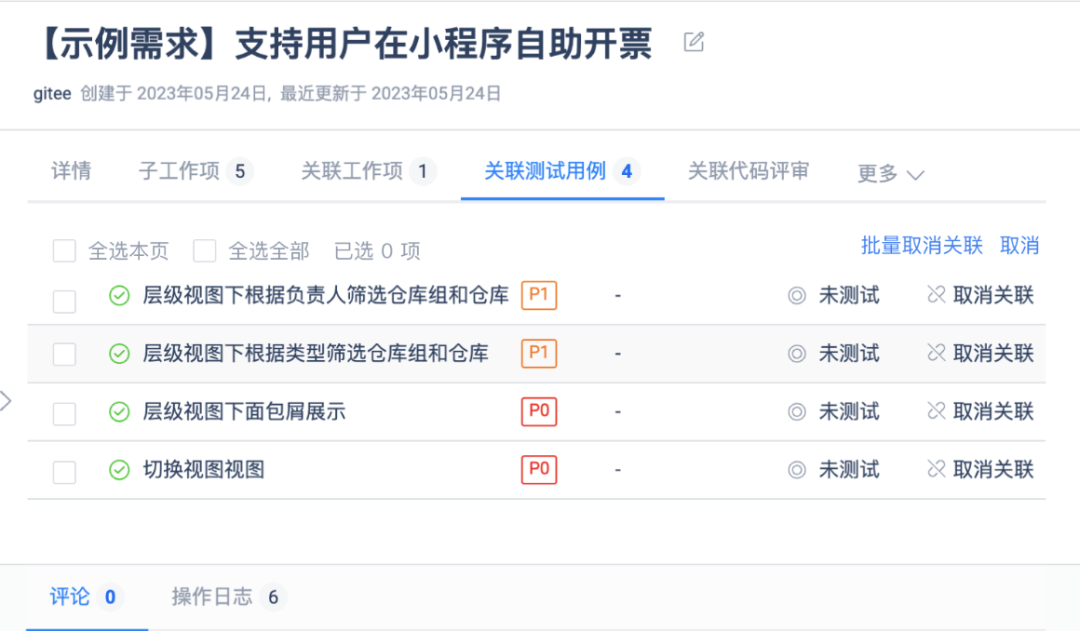 【示例需求】支持用户在小程序自助开票
gitee 创建于 2023年05月24日, 最近更新于 2023年05月24日
详情 子工作项 5 关联工作项 1 关联测试用例 4 关联代码评审 更多
全选本页 全选全部 已选 0 项 批量取消关联 取消
层级视图下根据负责人筛选仓库组和仓库 P1 - 未测试 取消关联
层级视图下根据类型筛选仓库组和仓库 P1 - 未测试 取消关联
层级视图下面包屑展示 P0 - 未测试 取消关联
切换视图视图 P0 - 未测试 取消关联
评论 0 操作日志 6